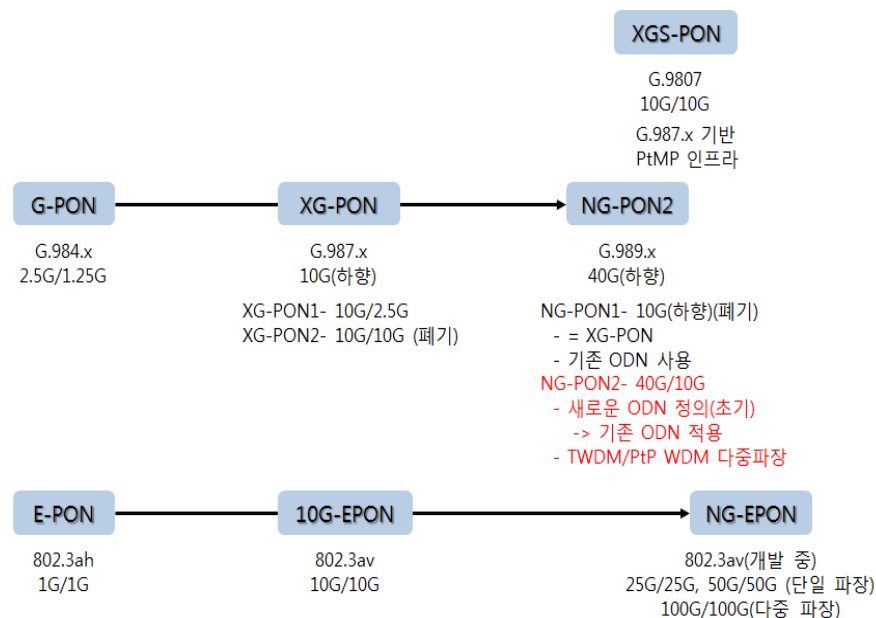 XGS-PON
G.9807
10G/10G
G.987.x 기반
PtMP 인프라
G-PON
G.984.x
2.5G/1.25G
XG-PON
G.987.x
10G(하향)
XG-PON1- 10G/2.5G
XG-PON2- 10G/10G (폐기)
NG-PON2
G.989.x
40G(하향)
NG-PON1- 10G(하향)(폐기)
- = XG-PON
- 기존 ODN 사용
NG-PON2- 40G/10G
- 새로운 ODN 정의(초기)
-> 기존 ODN 적용
- TWDM/PtP WDM 다중파장
E-PON
802.3ah
1G/1G
10G-EPON
802.3av
10G/10G
NG-EPON
802.3av(개발 중)
25G/25G, 50G/50G (단일 파장)
100G/100G(다중 파장)